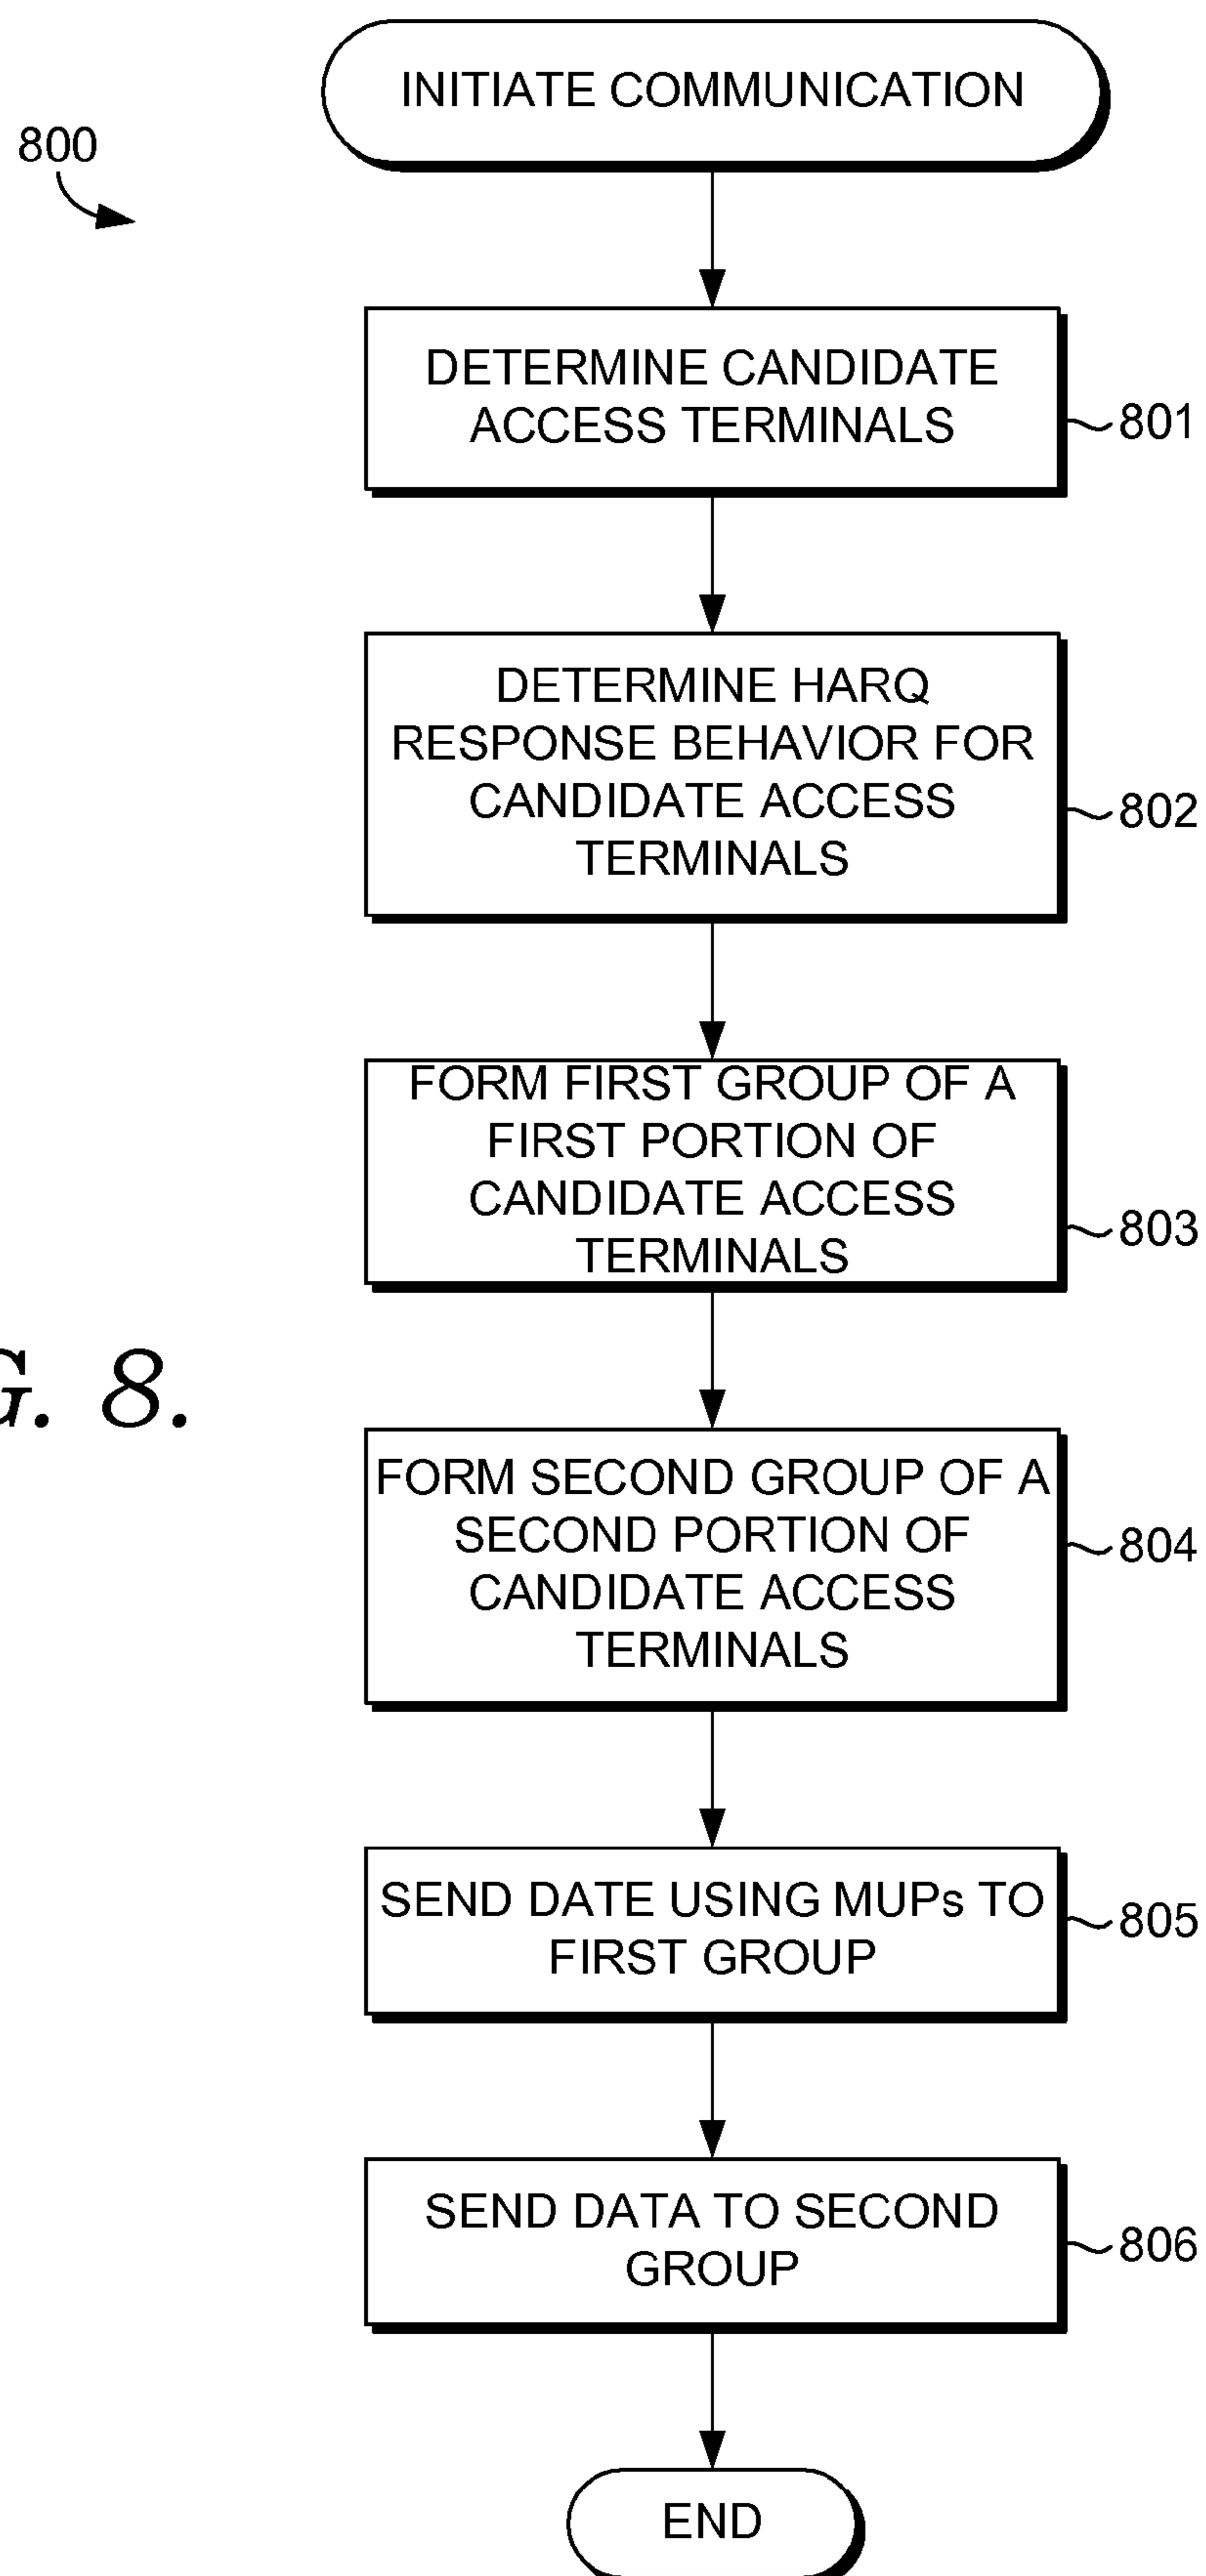 INITIATE COMMUNICATION
800
DETERMINE CANDIDATE
ACCESS TERMINALS
801
DETERMINE HARQ
RESPONSE BEHAVIOR FOR
CANDIDATE ACCESS
TERMINALS
802
FORM FIRST GROUP OF A
FIRST PORTION OF
CANDIDATE ACCESS
TERMINALS
803
G. 8.
FORM SECOND GROUP OF A
SECOND PORTION OF
CANDIDATE ACCESS
TERMINALS
804
SEND DATE USING MUPs TO
FIRST GROUP
805
SEND DATA TO SECOND
GROUP
806
END